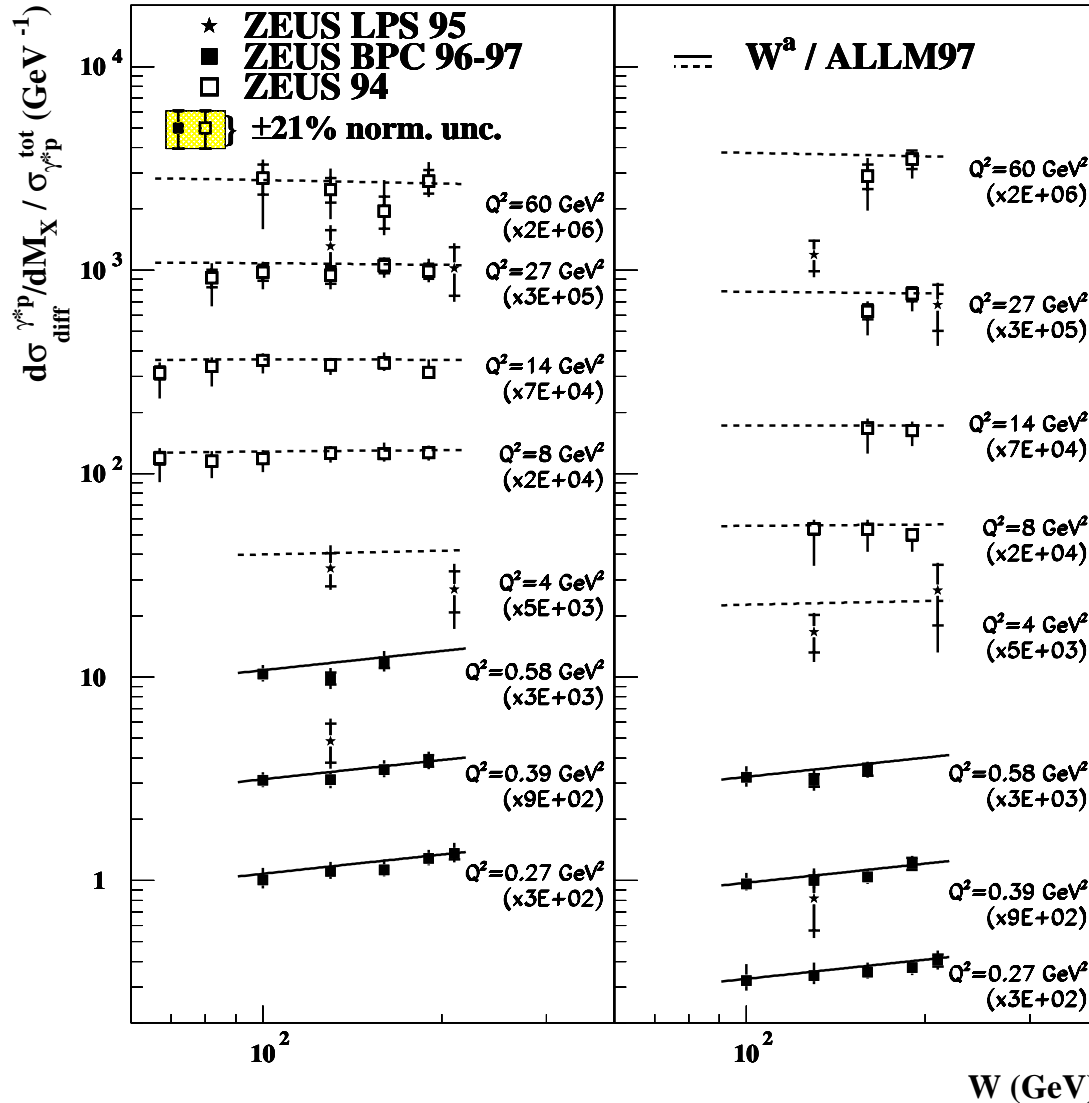 ★ ZEUS LPS 95
■ ZEUS BPC 96-97
□ ZEUS 94
} ±21% norm. unc.
W^a / ALLM97
dσ^{γ*p}_{diff}/dM_X / σ^{tot}_{γ*p} (GeV^{-1})
10^4
10^3
10^2
10
1
Q²=60 GeV²
(x2E+06)
Q²=27 GeV²
(x3E+05)
Q²=14 GeV²
(x7E+04)
Q²=8 GeV²
(x2E+04)
Q²=4 GeV²
(x5E+03)
Q²=0.58 GeV²
(x3E+03)
Q²=0.39 GeV²
(x9E+02)
Q²=0.27 GeV²
(x3E+02)
Q²=60 GeV²
(x2E+06)
Q²=27 GeV²
(x3E+05)
Q²=14 GeV²
(x7E+04)
Q²=8 GeV²
(x2E+04)
Q²=4 GeV²
(x5E+03)
Q²=0.58 GeV²
(x3E+03)
Q²=0.39 GeV²
(x9E+02)
Q²=0.27 GeV²
(x3E+02)
10^2
10^2
W (GeV)